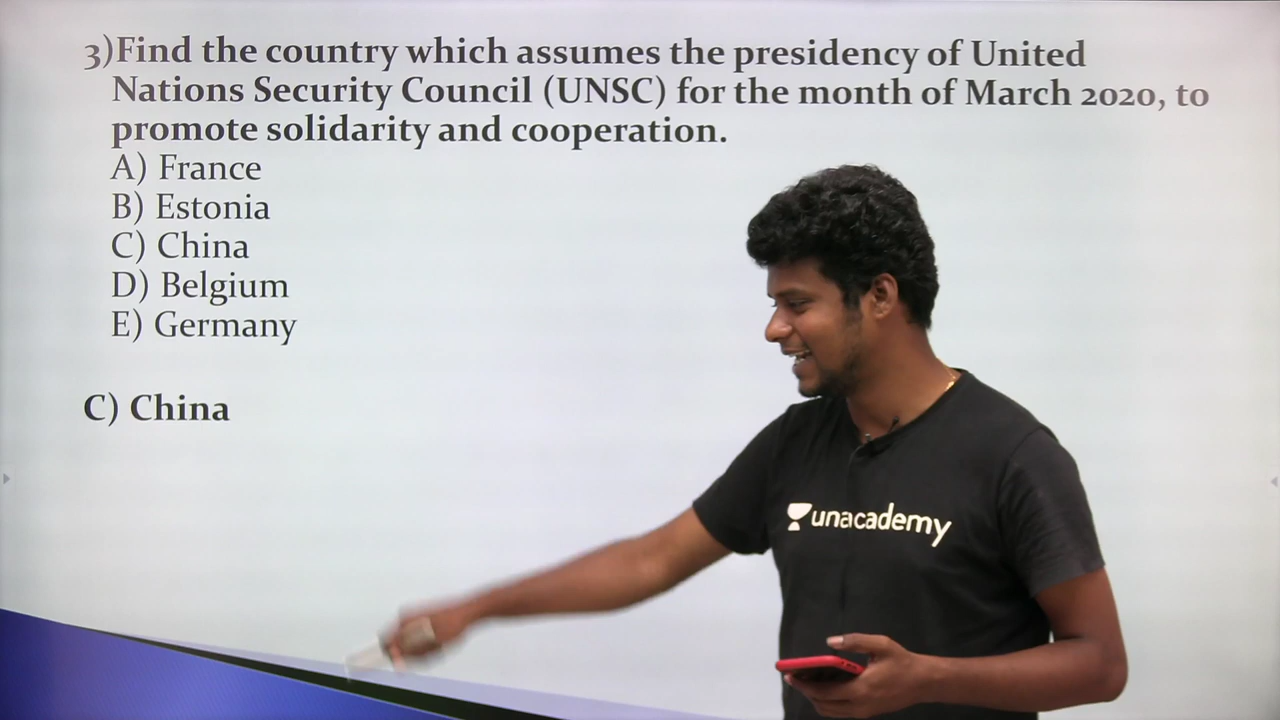 3)Find the country which assumes the presidency of United
Nations Security Council (UNSC) for the month of March 2020, to
promote solidarity and cooperation.
A) France
B) Estonia
C) China
D) Belgium
E) Germany
C) China
unacademy